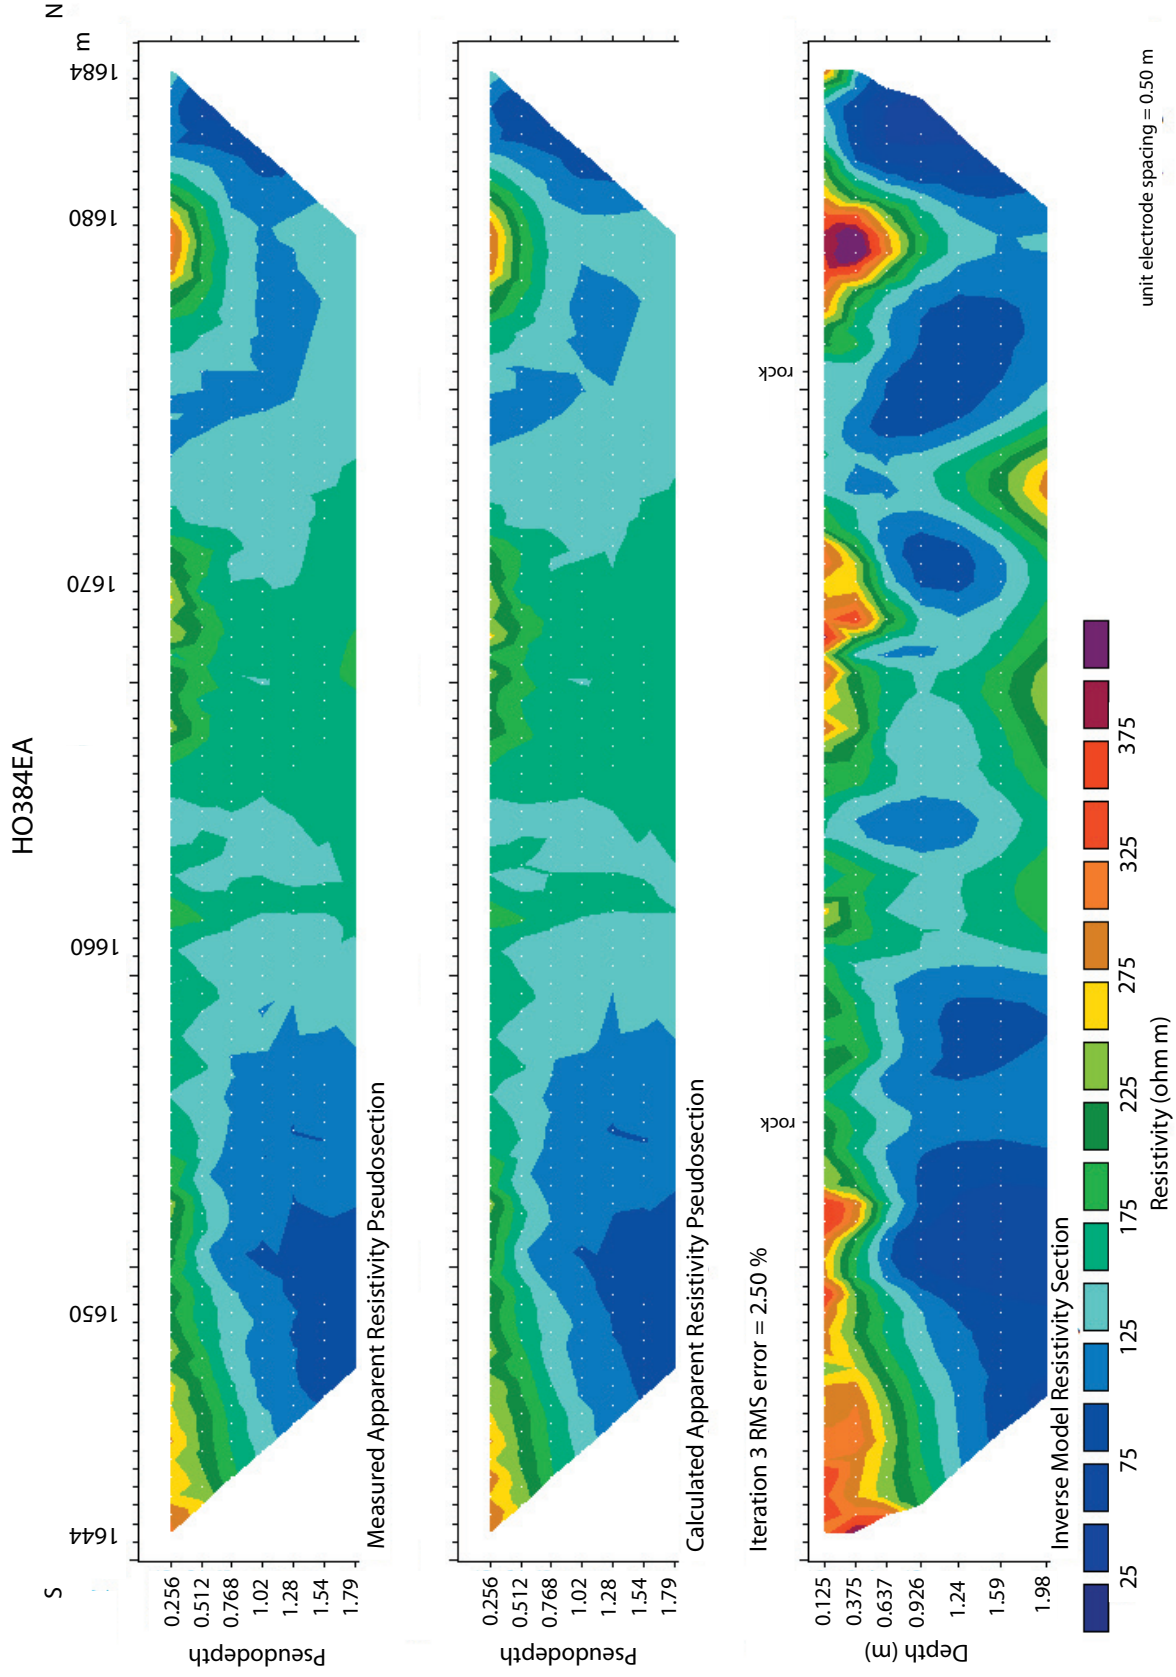 HO384EA
S
N
1644
1650
1660
1670
1680
1684
m
Pseudodepth
0.256
0.512
0.768
1.02
1.28
1.54
1.79
Measured Apparent Resistivity Pseudosection
Pseudodepth
0.256
0.512
0.768
1.02
1.28
1.54
1.79
Calculated Apparent Resistivity Pseudosection
Iteration 3 RMS error = 2.50 %
rock
rock
Depth (m)
0.125
0.375
0.637
0.926
1.24
1.59
1.98
Inverse Model Resistivity Section
25
75
125
175
225
275
325
375
Resistivity (ohm m)
unit electrode spacing = 0.50 m